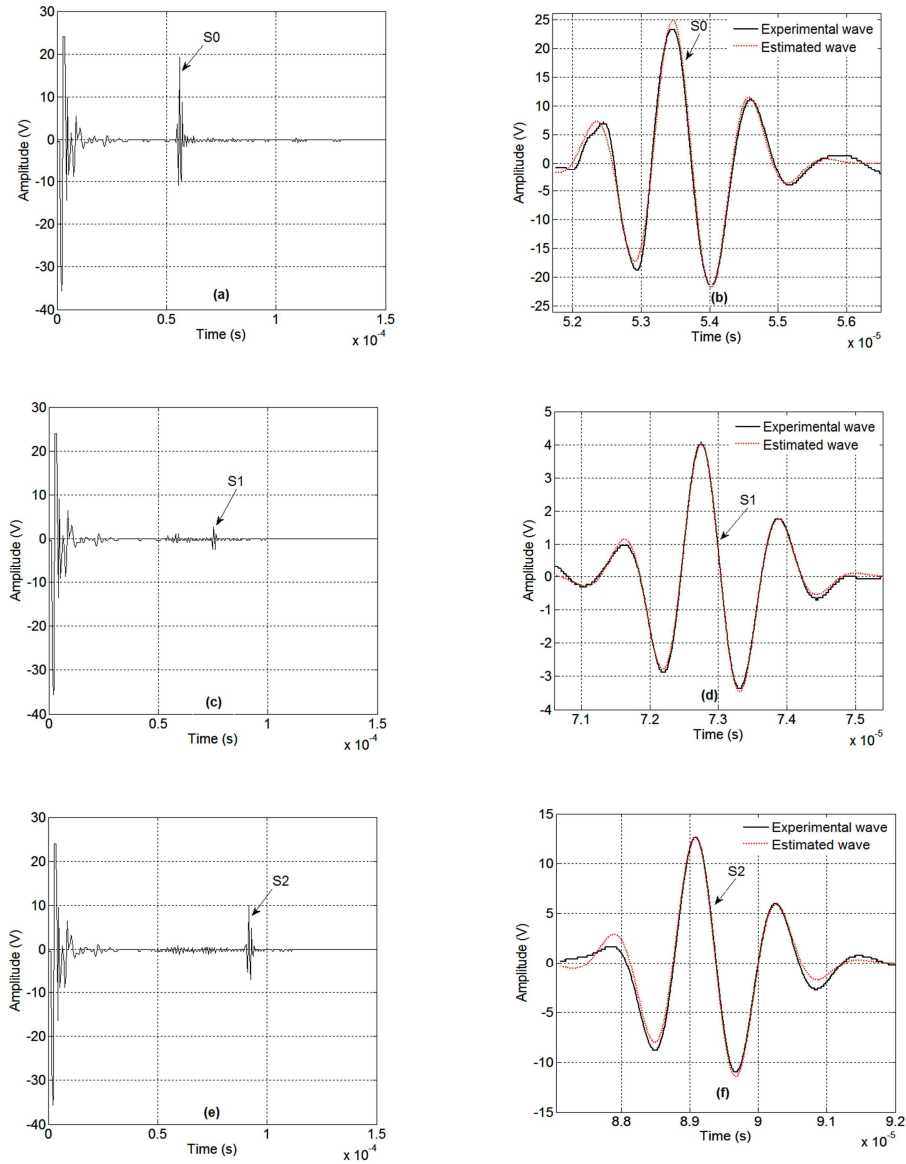 30
20
10
0
-10
-20
-30
-40
Amplitude (V)
S0
(a)
0 0.5 1 1.5
Time (s)
x 10⁻⁴
25
20
15
10
5
0
-5
-10
-15
-20
-25
Amplitude (V)
Experimental wave
Estimated wave
S0
(b)
5.2 5.3 5.4 5.5 5.6
Time (s)
x 10⁻⁵
30
20
10
0
-10
-20
-30
-40
Amplitude (V)
S1
(c)
0 0.5 1 1.5
Time (s)
x 10⁻⁴
5
4
3
2
1
0
-1
-2
-3
-4
Amplitude (V)
Experimental wave
Estimated wave
S1
(d)
7.1 7.2 7.3 7.4 7.5
Time (s)
x 10⁻⁵
30
20
10
0
-10
-20
-30
-40
Amplitude (V)
S2
(e)
0 0.5 1 1.5
Time (s)
x 10⁻⁴
15
10
5
0
-5
-10
-15
Amplitude (V)
Experimental wave
Estimated wave
S2
(f)
8.8 8.9 9 9.1 9.2
Time (s)
x 10⁻⁵